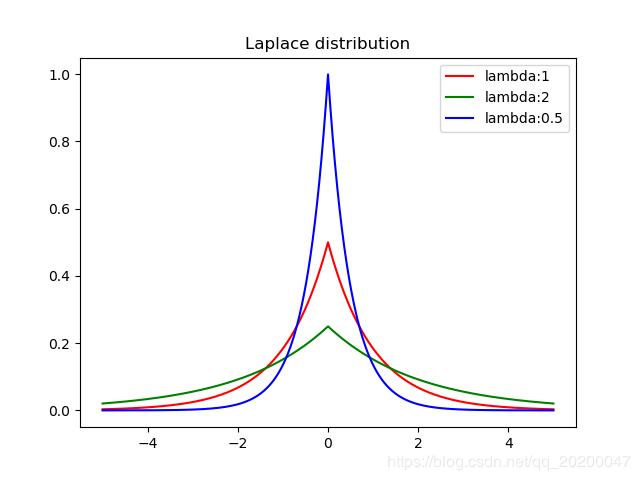 Laplace distribution
lambda:1
lambda:2
lambda:0.5
1.0
0.8
0.6
0.4
0.2
0.0
−4 −2 0 2 4
https://blog.csdn.net/qq_20200047